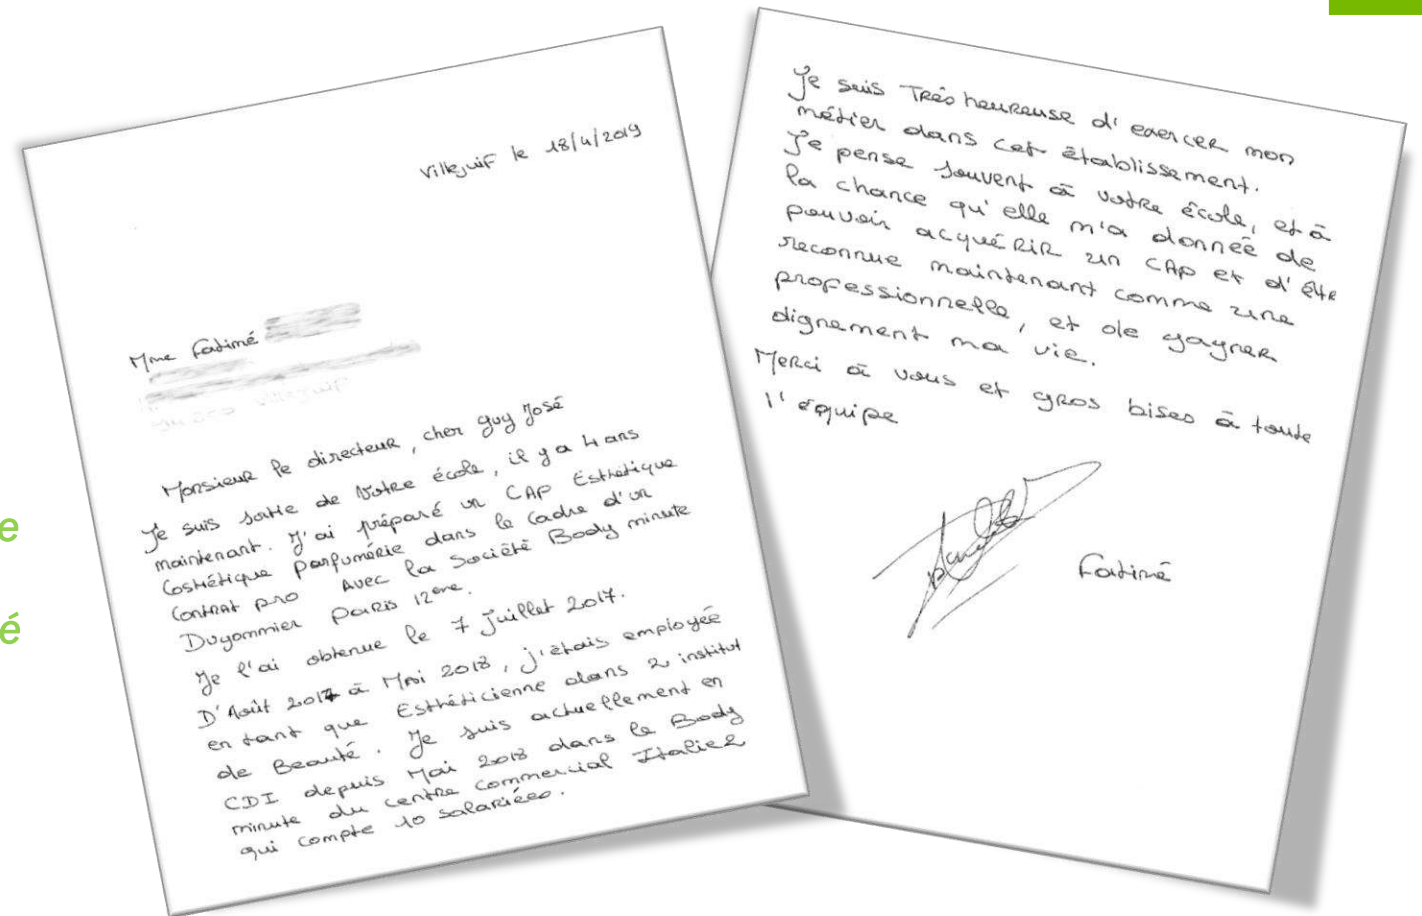 Villejuif le 18/4/2019
Mme Fatimé
Villejuif
Monsieur le directeur, cher Guy José
Je suis sortie de Votre école, il y a 4 ans
maintenant. J'ai préparé un CAP Esthétique
Cosmétique parfumérie dans le Cadre d'un
Contrat pro Avec la Société Body minute
Dugommier Paris 12ème.
Je l'ai obtenue le 7 Juillet 2017.
D'Août 2017 à Mai 2018, j'étais employée
en tant que Esthéticienne dans 2 institut
de Beauté. Je suis actuellement en
CDI depuis Mai 2018 dans le Body
minute du centre Commercial Italie2
qui compte 10 salariées.
Je suis Très heureuse d'exercer mon
métier dans cet établissement.
Je pense souvent à votre école, et à
la chance qu'elle m'a donnée de
pouvoir acquérir un CAP et d'être
reconnue maintenant comme une
professionnelle, et de gagner
dignement ma vie.
Merci à vous et gros bises à toute
l'équipe
Fatimé
e
é